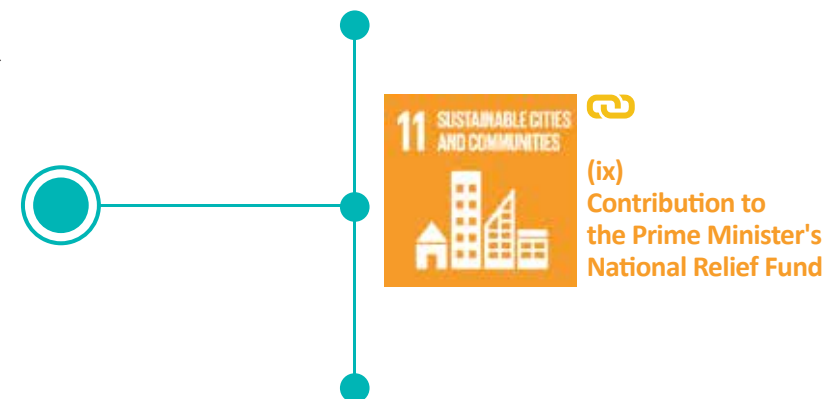 11 SUSTAINABLE CITIES
AND COMMUNITIES
(ix)
Contribution to
the Prime Minister's
National Relief Fund